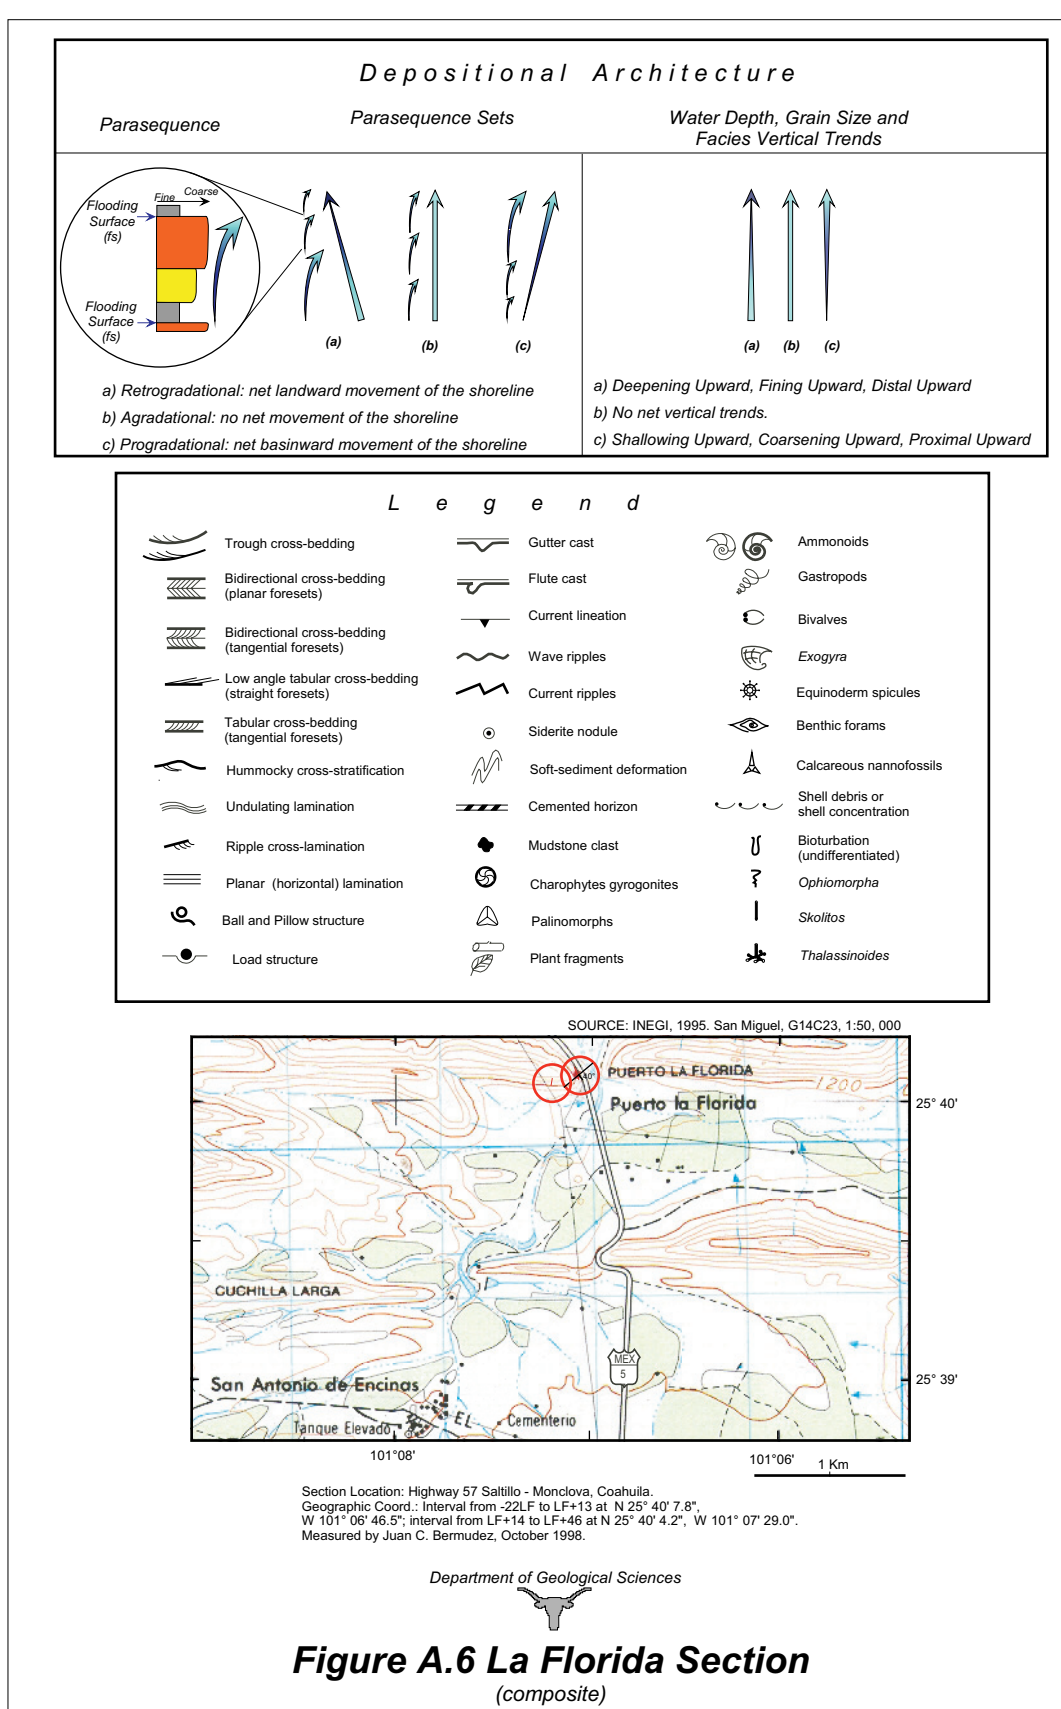 Depositional Architecture
Parasequence
Parasequence Sets
Water Depth, Grain Size and
Facies Vertical Trends
Fine
Coarse
Flooding
Surface
(fs)
Flooding
Surface
(fs)
(a)
(b)
(c)
(a)
(b)
(c)
a) Retrogradational: net landward movement of the shoreline
b) Agradational: no net movement of the shoreline
c) Progradational: net basinward movement of the shoreline
a) Deepening Upward, Fining Upward, Distal Upward
b) No net vertical trends.
c) Shallowing Upward, Coarsening Upward, Proximal Upward
Legend
Trough cross-bedding
Bidirectional cross-bedding
(planar foresets)
Bidirectional cross-bedding
(tangential foresets)
Low angle tabular cross-bedding
(straight foresets)
Tabular cross-bedding
(tangential foresets)
Hummocky cross-stratification
Undulating lamination
Ripple cross-lamination
Planar (horizontal) lamination
Ball and Pillow structure
Load structure
Gutter cast
Flute cast
Current lineation
Wave ripples
Current ripples
Siderite nodule
Soft-sediment deformation
Cemented horizon
Mudstone clast
Charophytes gyrogonites
Palinomorphs
Plant fragments
Ammonoids
Gastropods
Bivalves
Exogyra
Equinoderm spicules
Benthic forams
Calcareous nannofossils
Shell debris or
shell concentration
Bioturbation
(undifferentiated)
Ophiomorpha
Skolitos
Thalassinoides
SOURCE: INEGI, 1995. San Miguel, G14C23, 1:50, 000
40°
PUERTO LA FLORIDA
1200
Puerto la Florida
25° 40'
CUCHILLA LARGA
MEX
5
San Antonio de Encinas
25° 39'
EL
Cementerio
Tanque Elevado
101°08'
101°06'
1 Km
Section Location: Highway 57 Saltillo - Monclova, Coahuila.
Geographic Coord.: Interval from -22LF to LF+13 at N 25° 40' 7.8",
W 101° 06' 46.5"; interval from LF+14 to LF+46 at N 25° 40' 4.2", W 101° 07' 29.0".
Measured by Juan C. Bermudez, October 1998.
Department of Geological Sciences
Figure A.6 La Florida Section
(composite)